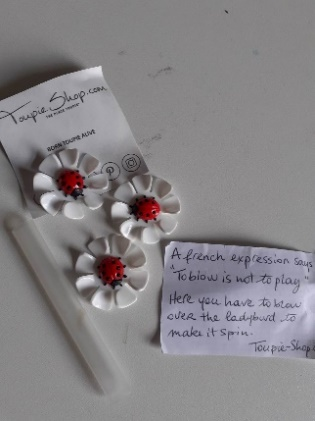 Toupie-Shop.com
BORN TOUPIE ALIVE
A french expression says
"To blow is not to play"
Here you have to blow
over the ladyburd to
make it spin.
Toupie-Shop